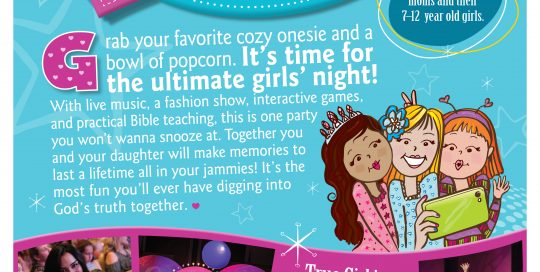 moms and their
7-12 year old girls.
Grab your favorite cozy onesie and a
bowl of popcorn. It's time for
the ultimate girls' night!
With live music, a fashion show, interactive games,
and practical Bible teaching, this is one party
you won't wanna snooze at. Together you
and your daughter will make memories to
last a lifetime all in your jammies! It's the
most fun you'll ever have digging into
God's truth together.